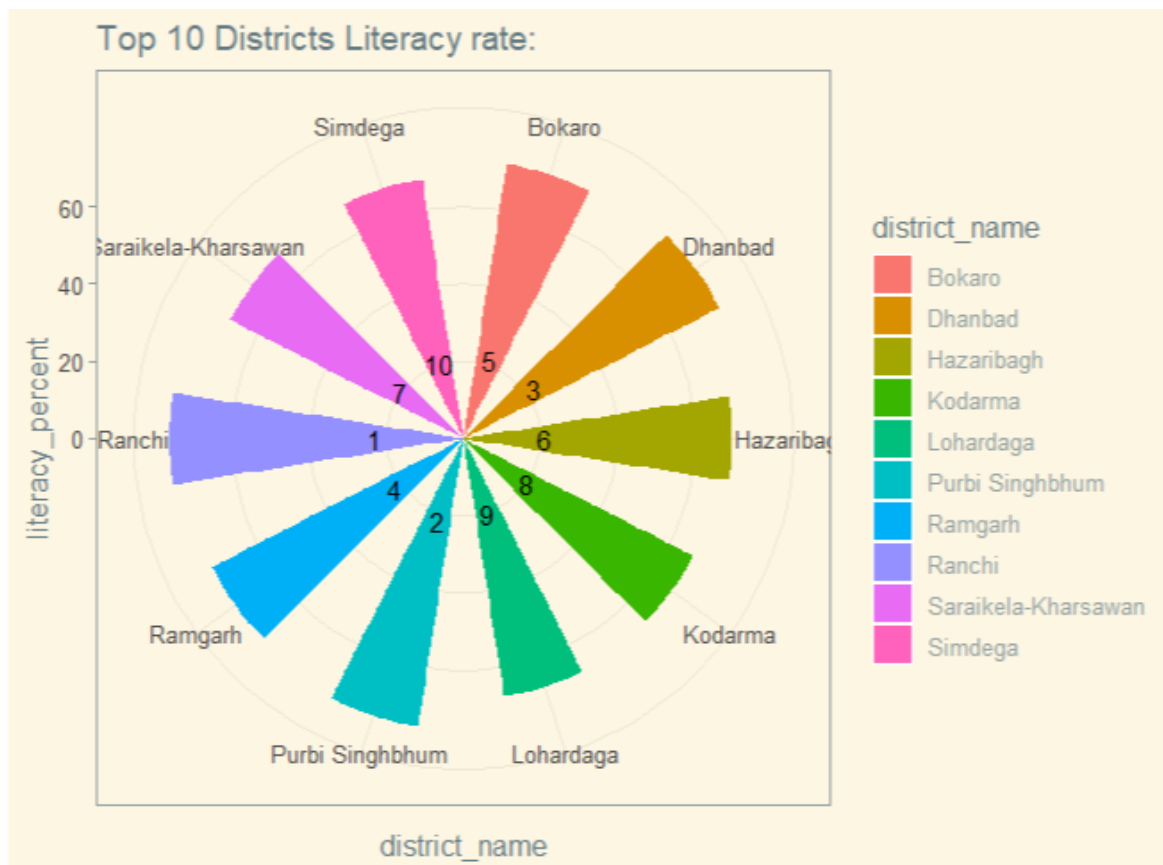 Top 10 Districts Literacy rate:
Simdega
Bokaro
60
Saraikela-Kharsawan
Dhanbad
40
20
10
5
7
3
0
Ranchi
1
6
Hazaribag
4
8
2
9
Ramgarh
Kodarma
Purbi Singhbhum
Lohardaga
literacy_percent
district_name
district_name
Bokaro
Dhanbad
Hazaribagh
Kodarma
Lohardaga
Purbi Singhbhum
Ramgarh
Ranchi
Saraikela-Kharsawan
Simdega